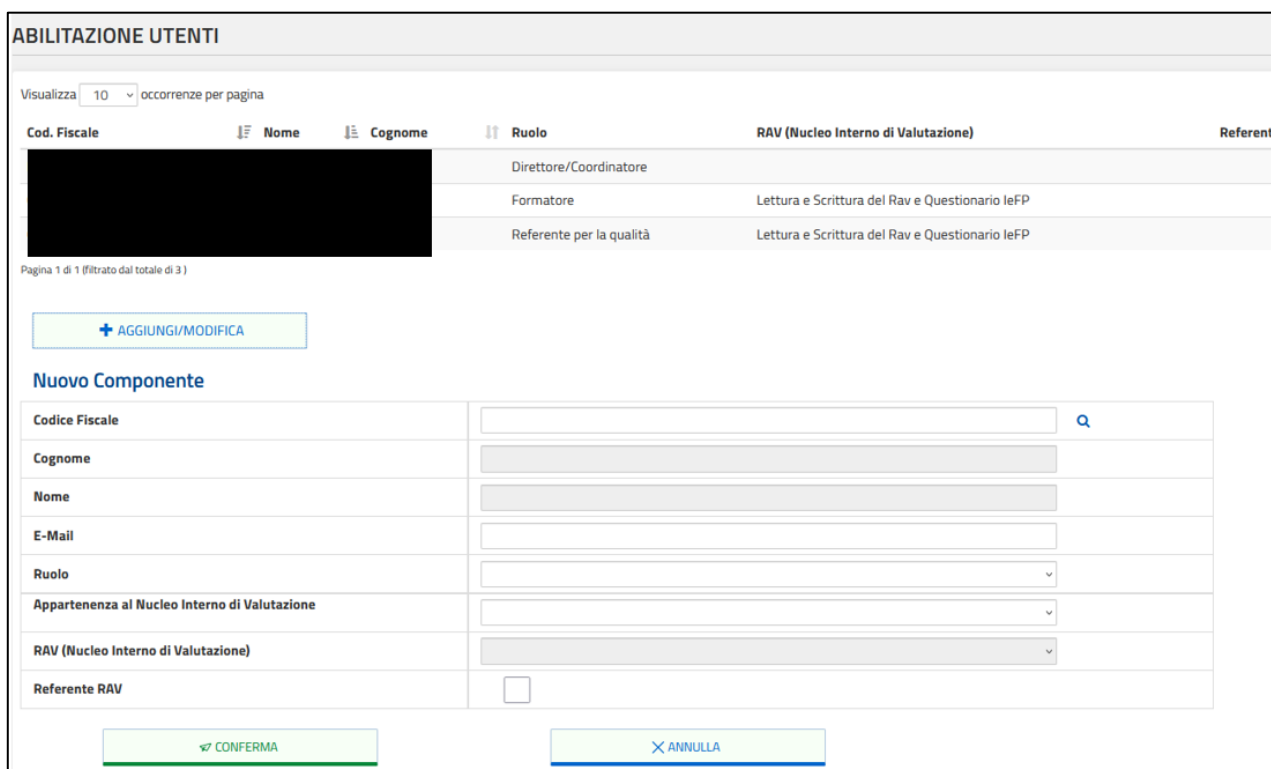 ABILITAZIONE UTENTI
Visualizza 10 occorrenze per pagina
Cod. Fiscale Nome Cognome Ruolo RAV (Nucleo Interno di Valutazione) Referent
Direttore/Coordinatore
Formatore Lettura e Scrittura del Rav e Questionario IeFP
Referente per la qualità Lettura e Scrittura del Rav e Questionario IeFP
Pagina 1 di 1 (filtrato dal totale di 3 )
AGGIUNGI/MODIFICA
Nuovo Componente
Codice Fiscale
Cognome
Nome
E-Mail
Ruolo
Appartenenza al Nucleo Interno di Valutazione
RAV (Nucleo Interno di Valutazione)
Referente RAV
CONFERMA ANNULLA